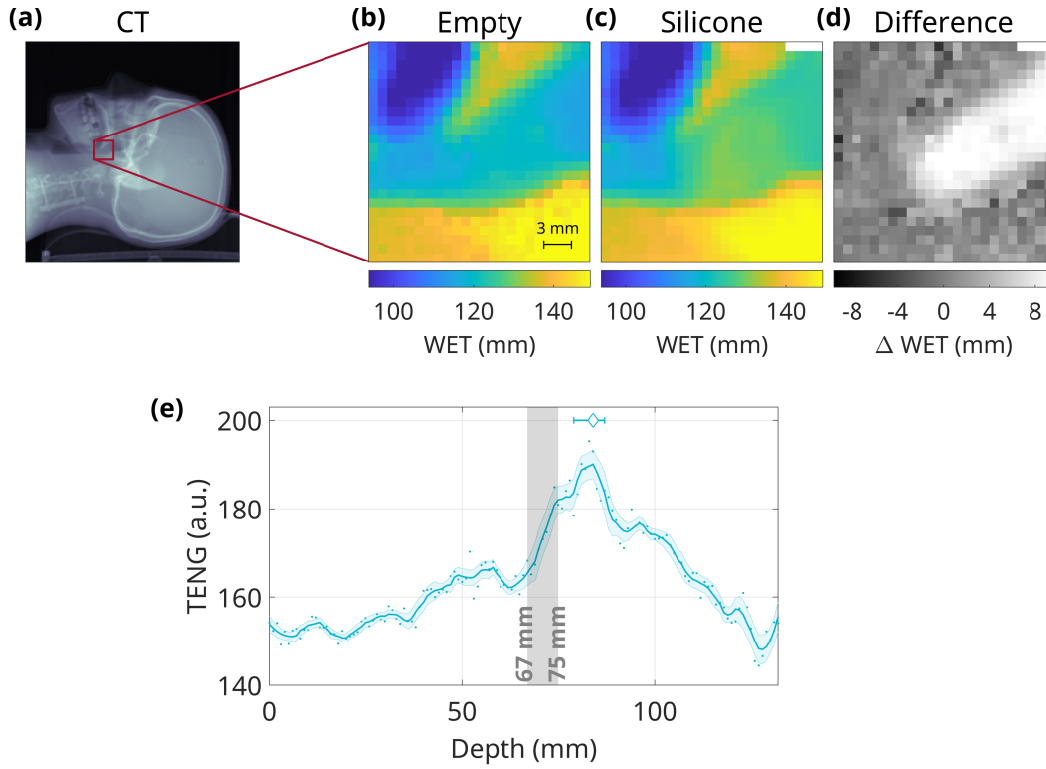 (a) CT
(b) Empty
(c) Silicone
(d) Difference
3 mm
100 120 140
WET (mm)
100 120 140
WET (mm)
-8 -4 0 4 8
Δ WET (mm)
(e)
200
180
160
140
TENG (a.u.)
67 mm
75 mm
0 50 100
Depth (mm)